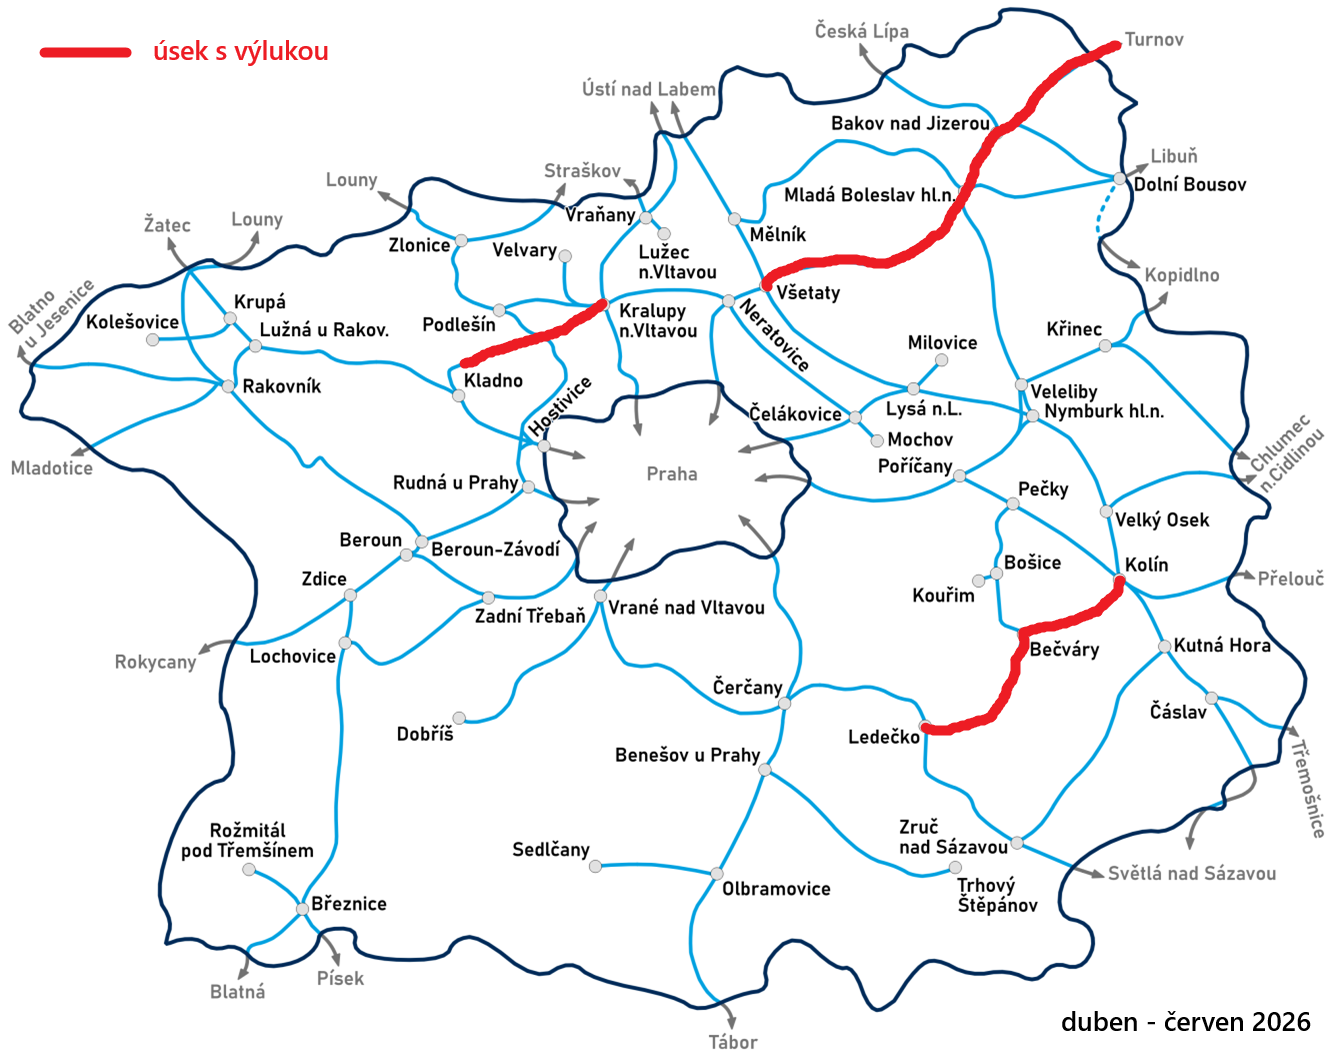 úsek s výlukou
Česká Lípa
Turnov
Ústí nad Labem
Bakov nad Jizerou
Libuň
Dolní Bousov
Straškov
Louny
Mladá Boleslav hl.n.
Vraňany
Žatec
Louny
Zlonice
Velvary
Lužec
n.Vltavou
Mělník
Kopidlno
Blatno
u Jesenice
Krupá
Kolešovice
Lužná u Rakov.
Podlešín
Kralupy
n.Vltavou
Neratovice
Všetaty
Křinec
Milovice
Rakovník
Kladno
Hostivice
Čelákovice
Lysá n.L.
Veleliby
Nymburk hl.n.
Mochov
Mladotice
Praha
Poříčany
Chlumec
n.Cidlinou
Rudná u Prahy
Pečky
Velký Osek
Beroun
Beroun-Závodí
Bošice
Kolín
Přelouč
Zdice
Kouřim
Zadní Třebaň
Vrané nad Vltavou
Rokycany
Lochovice
Bečváry
Kutná Hora
Čerčany
Čáslav
Dobříš
Ledečko
Benešov u Prahy
Třemošnice
Rožmitál
pod Třemšínem
Sedlčany
Zruč
nad Sázavou
Světlá nad Sázavou
Olbramovice
Trhový
Štěpánov
Březnice
Blatná
Písek
Tábor
duben - červen 2026